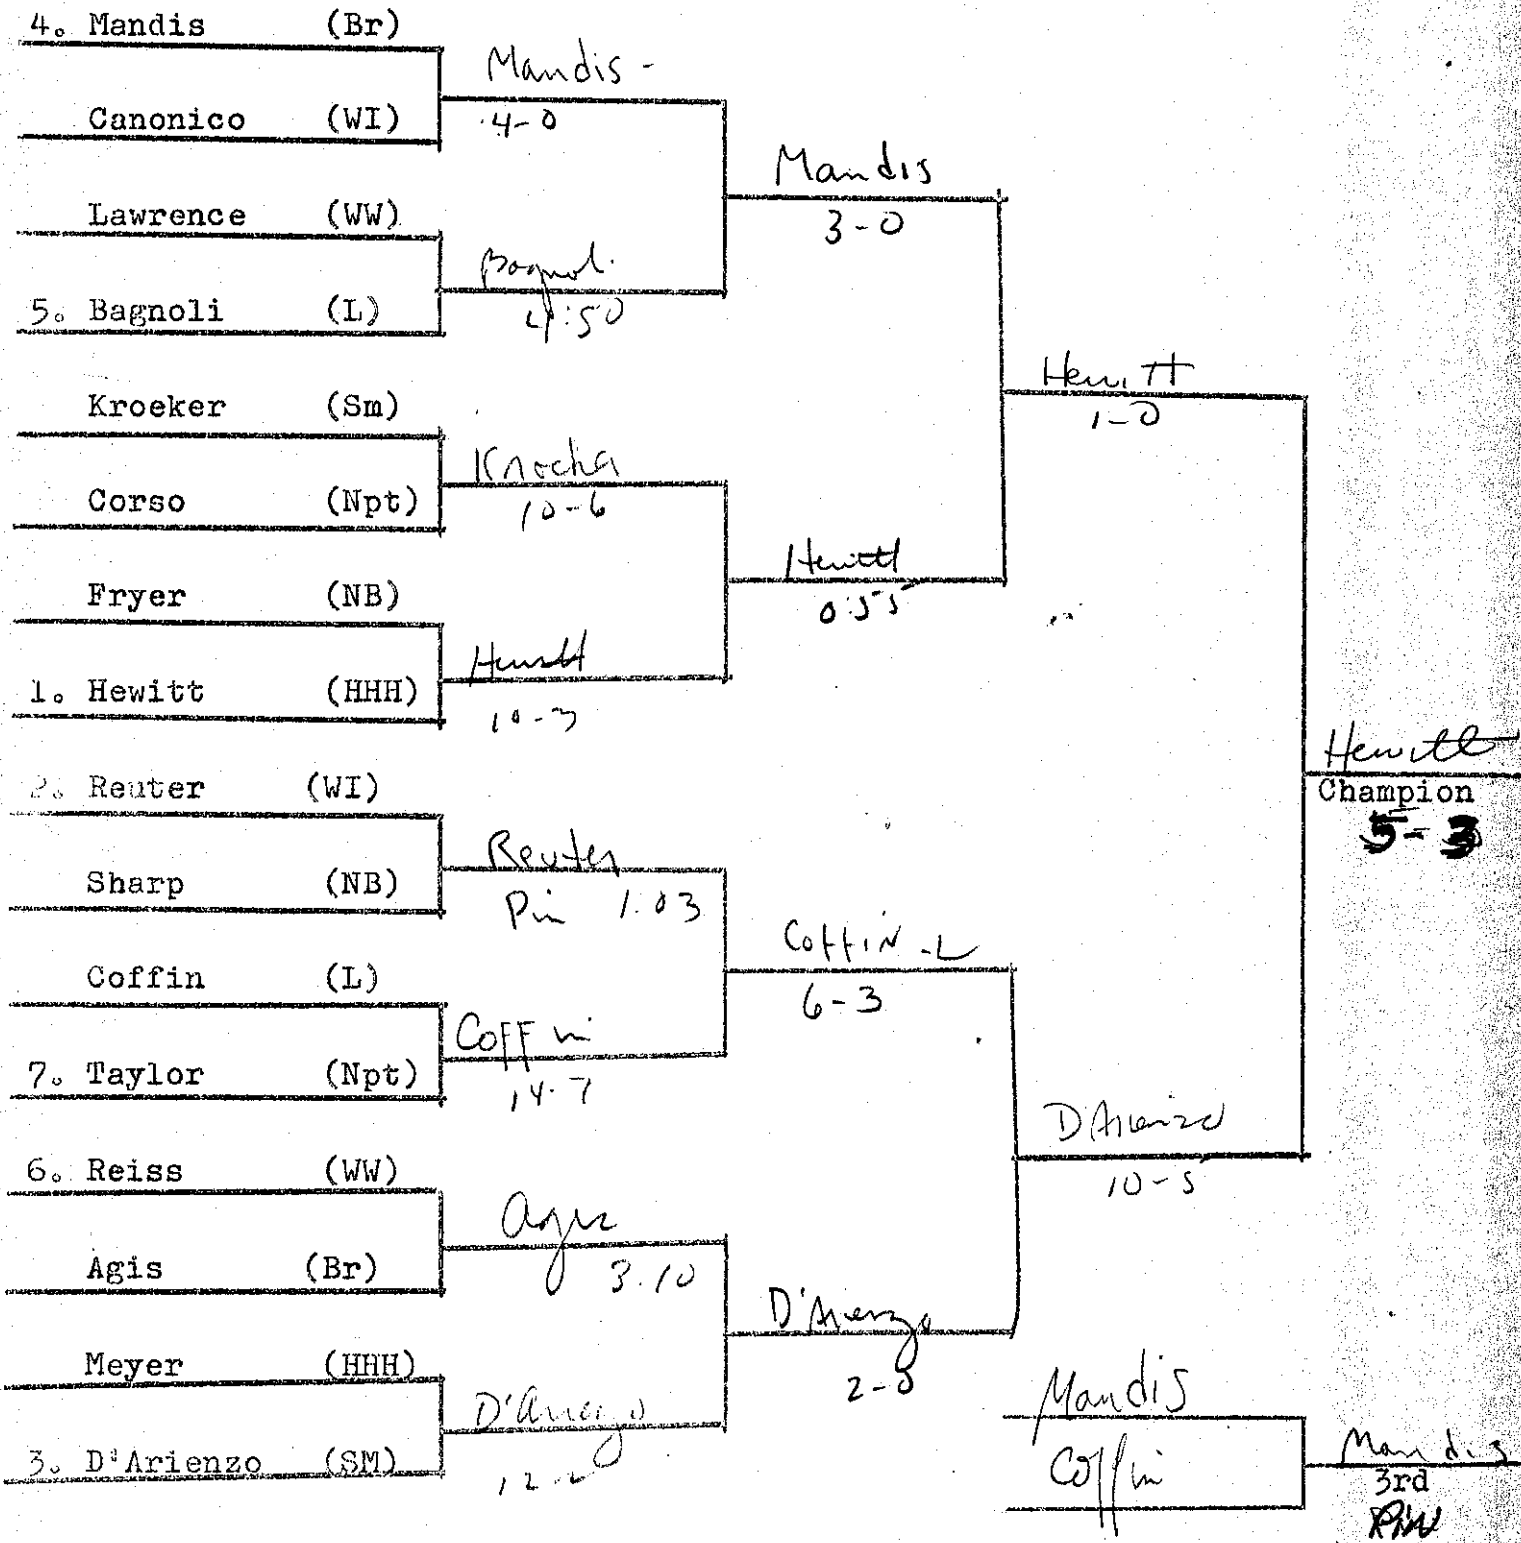 4. Mandis (Br)
Mandis -
Canonico (WI)
4-0
Mandis
Lawrence (WW)
3-0
Bagnoli
5. Bagnoli (L)
4:50
Hewitt
Kroeker (Sm)
1-0
Corso (Npt)
10-6
Hewitt
Fryer (NB)
0:55
Hewitt
1. Hewitt (HHH)
10-3
Hewitt
2. Reuter (WI)
Champion
5-3
Reuter
Sharp (NB)
Pin 1.03
Coffin -L
Coffin (L)
6-3
Coffin
7. Taylor (Npt)
14-7
D'Arienzo
6. Reiss (WW)
10-5
Agis
Agis (Br)
3.10
D'Arienzo
Meyer (HHH)
2-0
Mandis
D'Arienzo
3. D'Arienzo (SM)
Coffin
Mandis
3rd
Pin